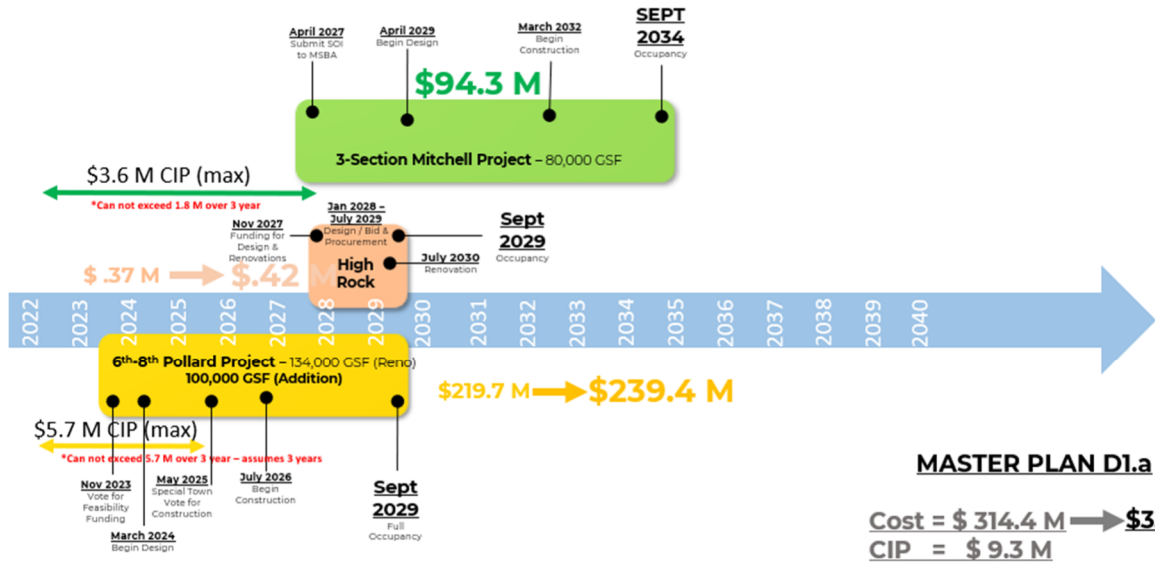 April 2027
Submit SOI
to MSBA
April 2029
Begin Design
March 2032
Begin
Construction
SEPT
2034
Occupancy
$94.3 M
3-Section Mitchell Project – 80,000 GSF
$3.6 M CIP (max)
*Can not exceed 1.8 M over 3 year
Nov 2027
Funding for
Design &
Renovations
Jan 2028 –
July 2029
Design / Bid &
Procurement
Sept
2029
Occupancy
High
Rock
July 2030
Renovation
$ .37 M $.42 M
2022 2023 2024 2025 2026 2027 2028 2029 2030 2031 2032 2033 2034 2035 2036 2037 2038 2039 2040
6th-8th Pollard Project – 134,000 GSF (Reno)
100,000 GSF (Addition)
$219.7 M $239.4 M
$5.7 M CIP (max)
*Can not exceed 5.7 M over 3 year – assumes 3 years
Nov 2023
Vote for
Feasibility
Funding
March 2024
Begin Design
May 2025
Special Town
Vote for
Construction
July 2026
Begin
Construction
Sept
2029
Full
Occupancy
MASTER PLAN D1.a
Cost = $ 314.4 M $3
CIP = $ 9.3 M